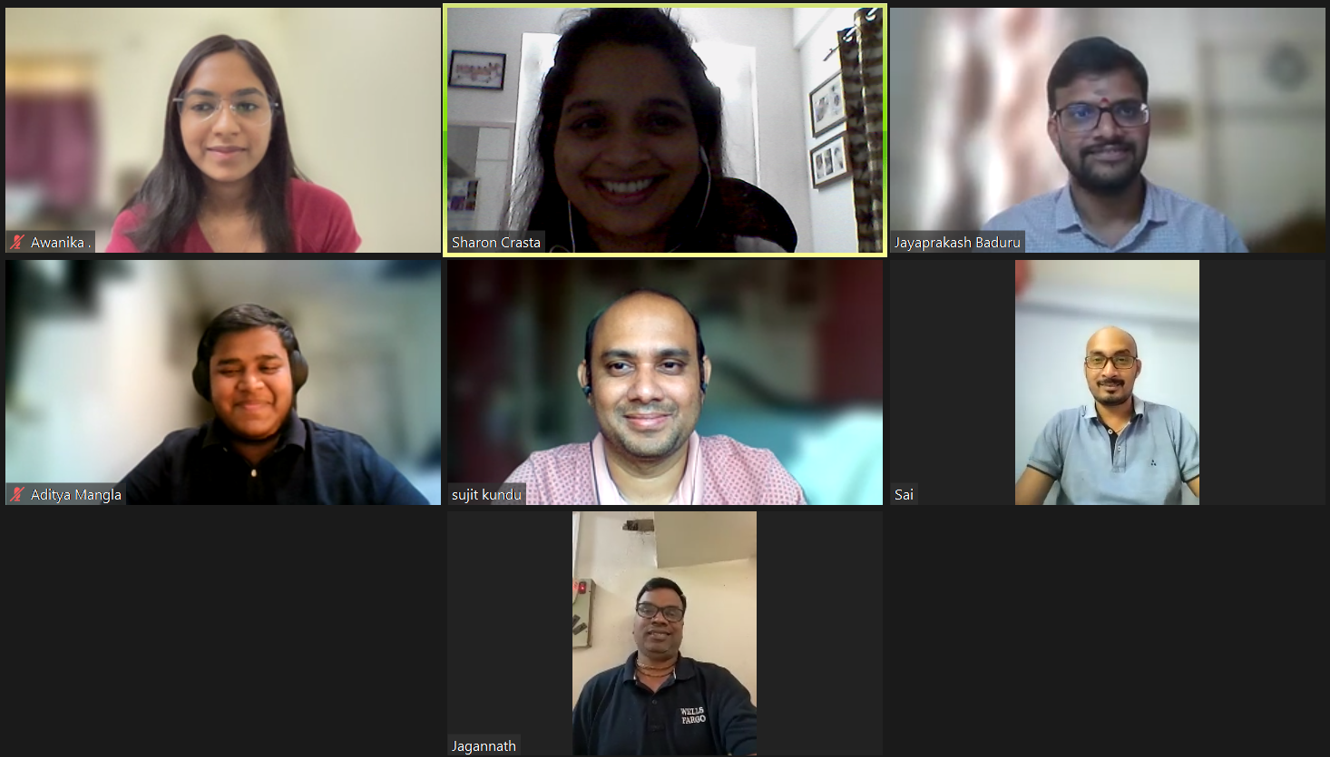 Awanika .
Sharon Crasta
Jayaprakash Baduru
Aditya Mangla
sujit kundu
Sai
WELLS
FARGO
Jagannath